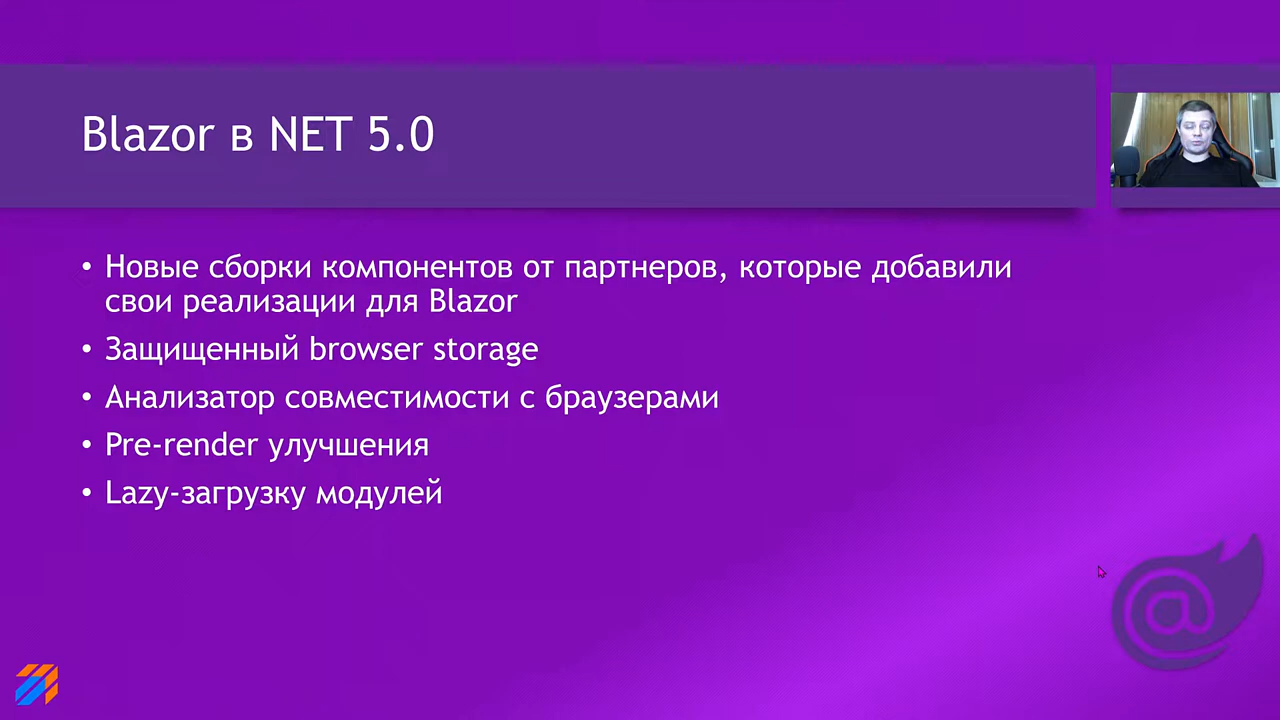 Blazor в NET 5.0
• Новые сборки компонентов от партнеров, которые добавили
свои реализации для Blazor
• Защищенный browser storage
• Анализатор совместимости с браузерами
• Pre-render улучшения
• Lazy-загрузку модулей